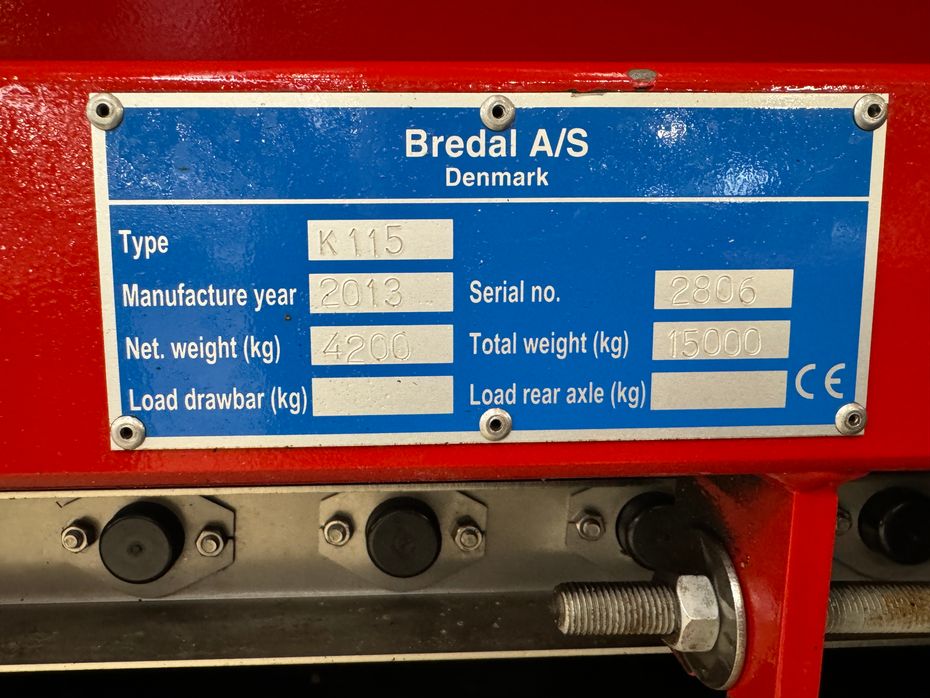 Bredal A/S
Denmark
Type K115
Manufacture year 2013 Serial no. 2806
Net. weight (kg) 4200 Total weight (kg) 15000
Load drawbar (kg) Load rear axle (kg) CE